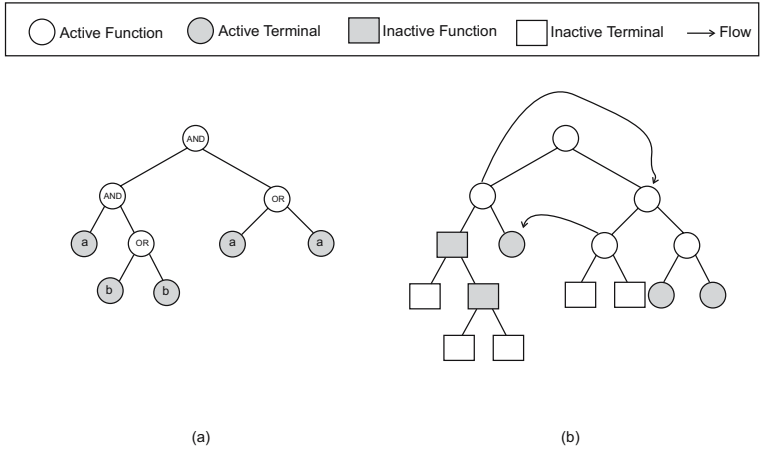 Active Function Active Terminal Inactive Function Inactive Terminal Flow
AND
AND OR
a OR a a
b b
(a) (b)